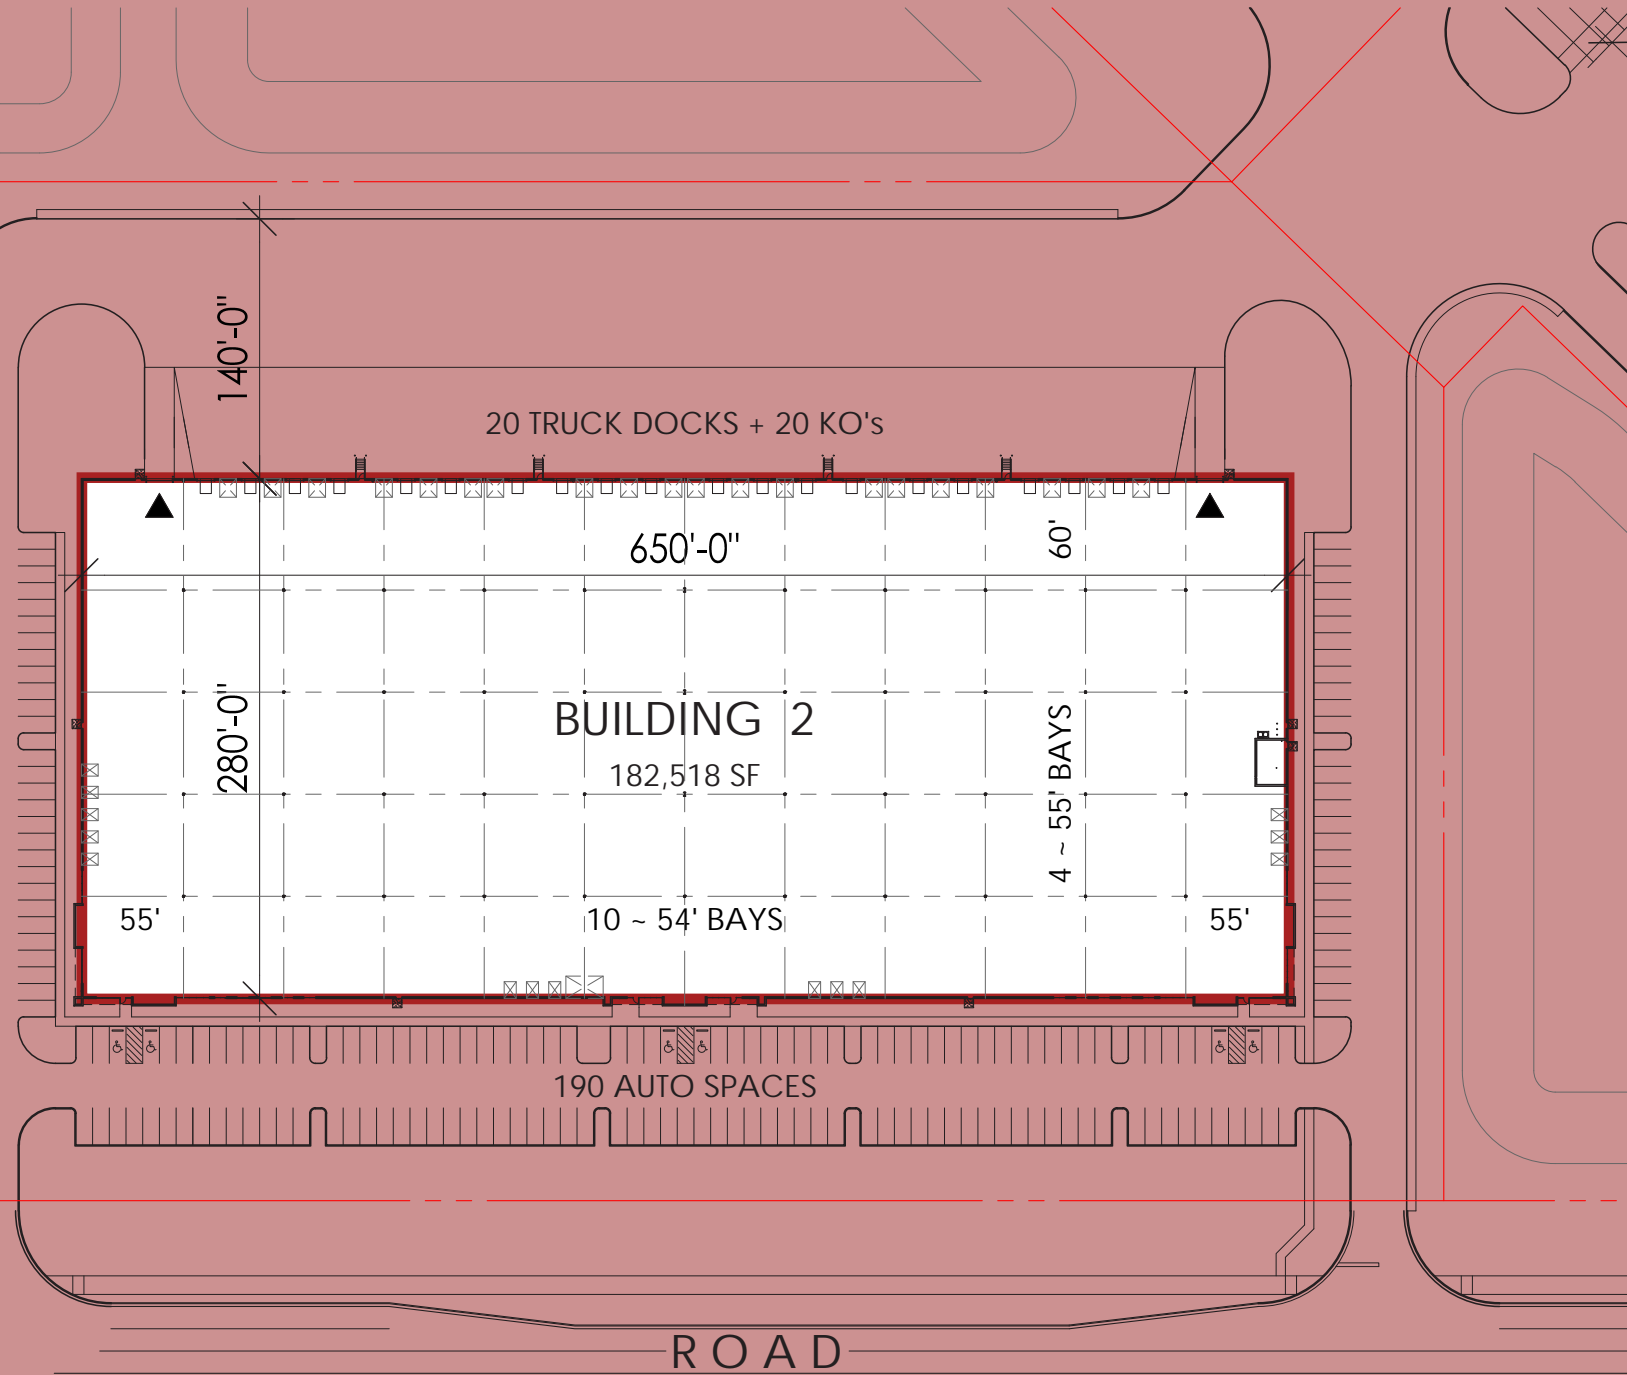 140'-0"
20 TRUCK DOCKS + 20 KO's
650'-0"
60'
BUILDING 2
182,518 SF
280'-0"
4 ~ 55' BAYS
55'
10 ~ 54' BAYS
55'
190 AUTO SPACES
ROAD